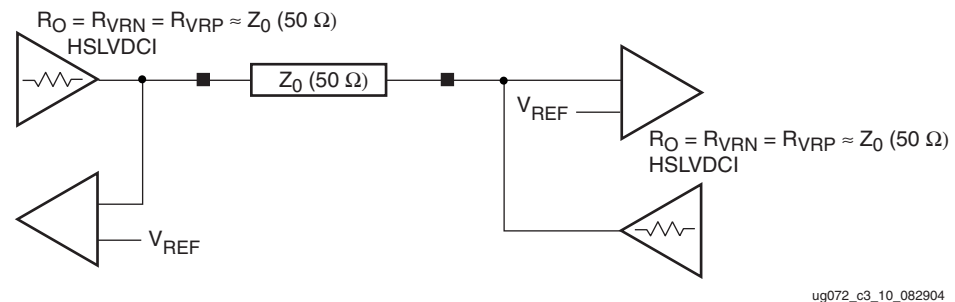 R_O = R_VRN = R_VRP ≈ Z_0 (50 Ω)
HSLVDCI
Z_0 (50 Ω)
V_REF
R_O = R_VRN = R_VRP ≈ Z_0 (50 Ω)
HSLVDCI
V_REF
ug072_c3_10_082904